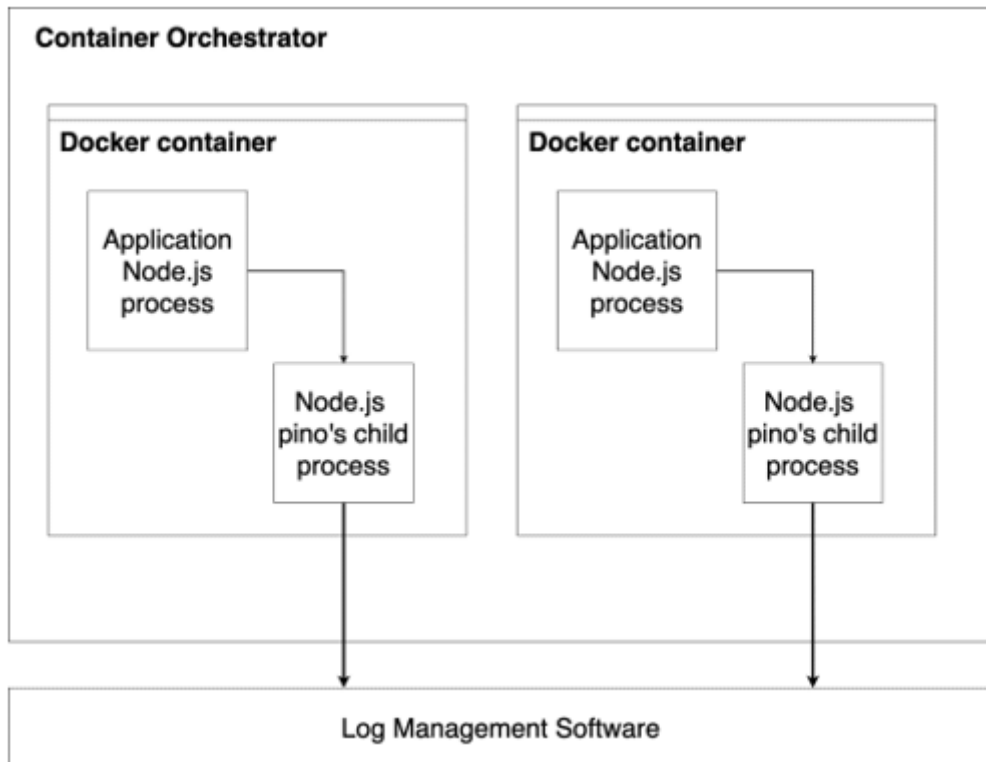 Container Orchestrator
Docker container
Application
Node.js
process
Node.js
pino's child
process
Docker container
Application
Node.js
process
Node.js
pino's child
process
Log Management Software